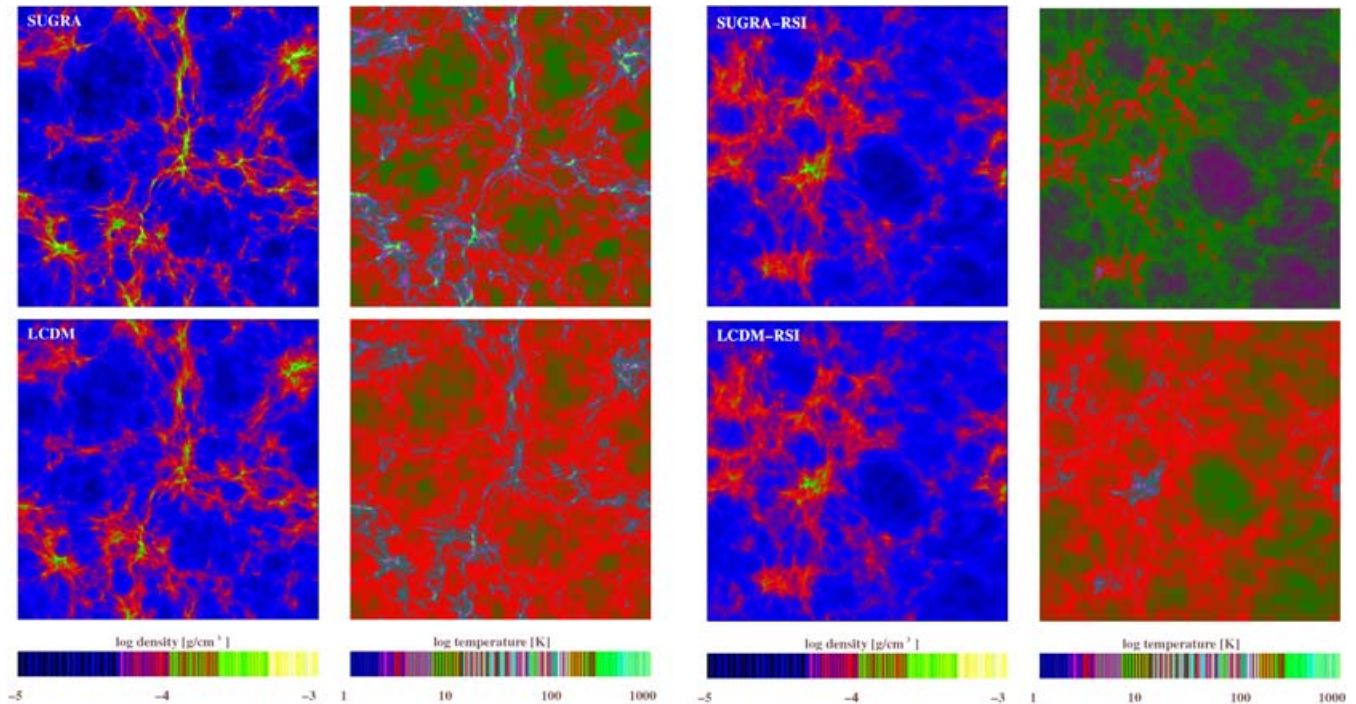 SUGRA
SUGRA–RSI
LCDM
LCDM–RSI
log density [g/cm³]
log temperature [K]
log density [g/cm³]
log temperature [K]
−5 −4 −3
1 10 100 1000
−5 −4 −3
1 10 100 1000